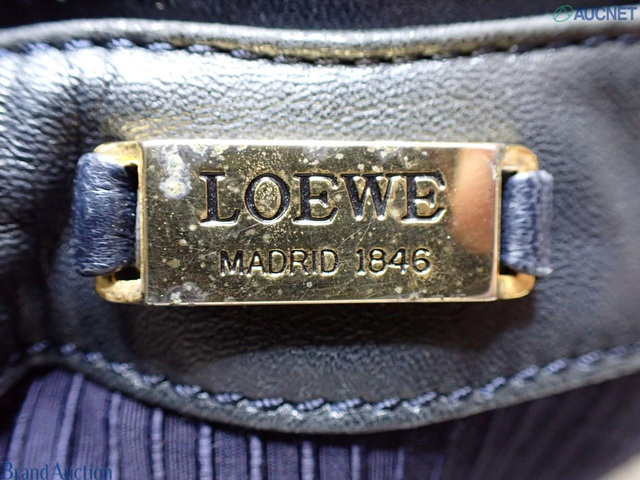 AUCNET
LOEWE
MADRID 1846
Brand Auction